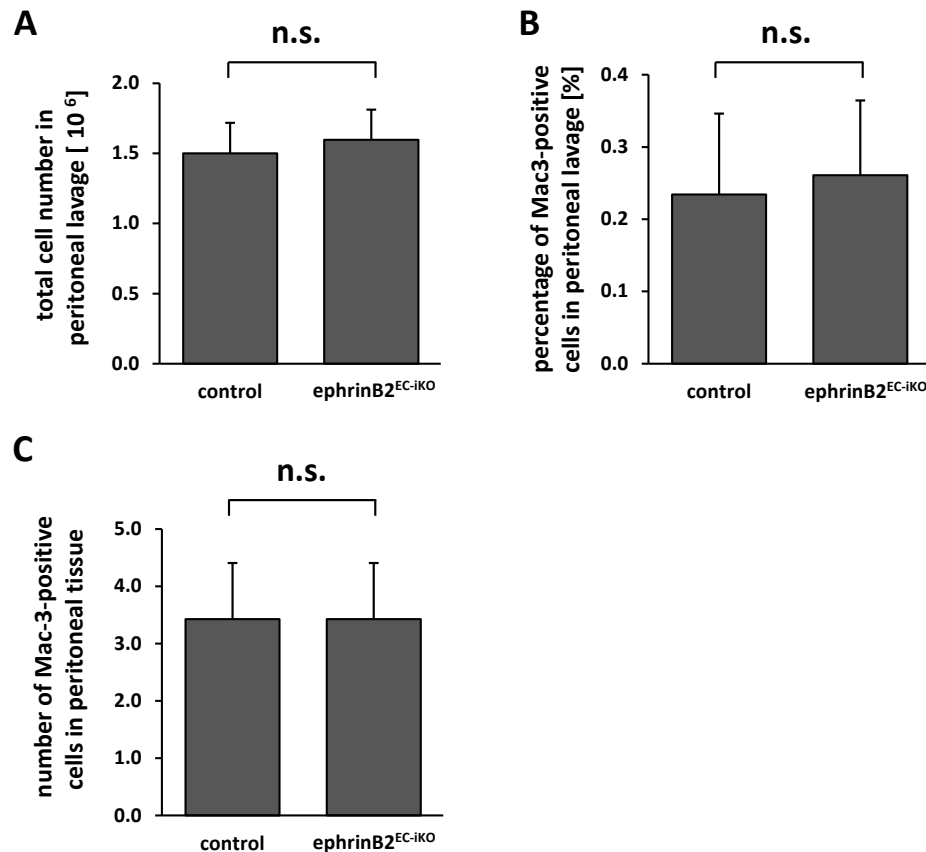 A
n.s.
total cell number in
peritoneal lavage [ 10 6]
2.0
1.5
1.0
0.5
0.0
control
ephrinB2EC-iKO
B
n.s.
percentage of Mac3-positive
cells in peritoneal lavage [%]
0.4
0.3
0.2
0.1
0.0
control
ephrinB2EC-iKO
C
n.s.
number of Mac-3-positive
cells in peritoneal tissue
5.0
4.0
3.0
2.0
1.0
0.0
control
ephrinB2EC-iKO